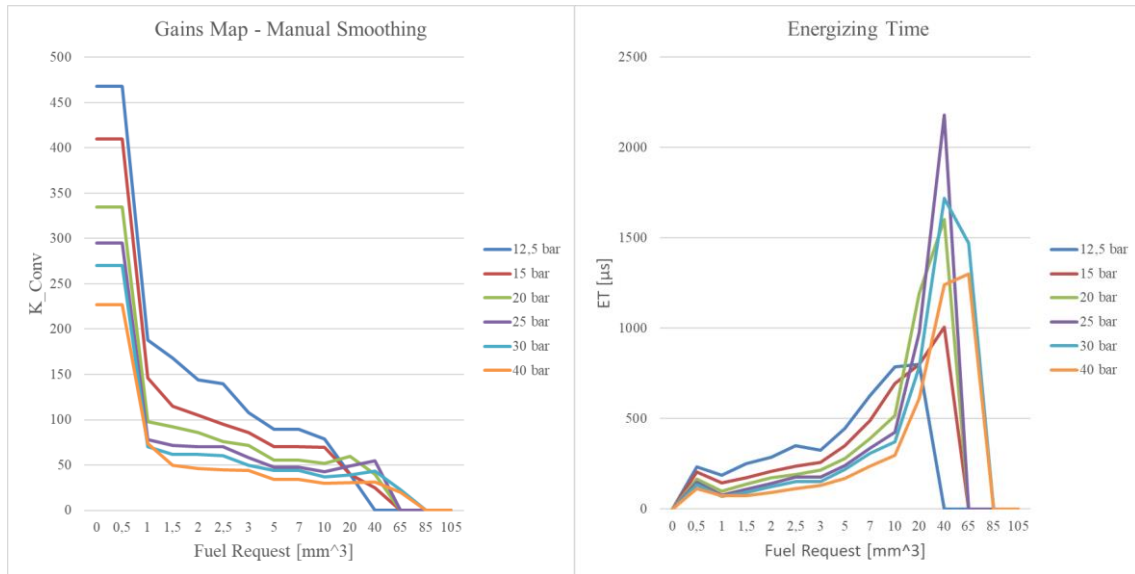 Gains Map - Manual Smoothing
500
450
400
350
300
250
200
150
100
50
0
K_Conv
0 0,5 1 1,5 2 2,5 3 5 7 10 20 40 65 85 105
Fuel Request [mm^3]
12,5 bar
15 bar
20 bar
25 bar
30 bar
40 bar
Energizing Time
2500
2000
1500
1000
500
0
ET [µs]
0 0,5 1 1,5 2 2,5 3 5 7 10 20 40 65 85 105
Fuel Request [mm^3]
12,5 bar
15 bar
20 bar
25 bar
30 bar
40 bar